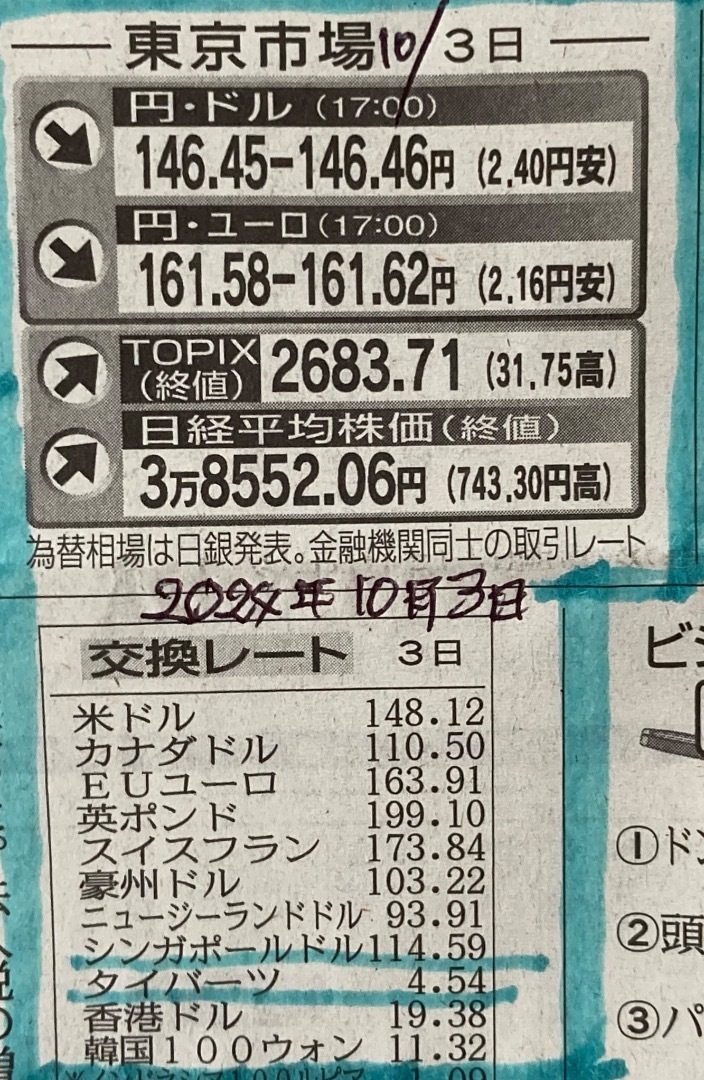 東京市場10/3日
円・ドル(17:00)
146.45-146.46円(2.40円安)
円・ユーロ(17:00)
161.58-161.62円(2.16円安)
TOPIX
(終値)
2683.71(31.75高)
日経平均株価(終値)
3万8552.06円(743.30円高)
為替相場は日銀発表。金融機関同士の取引レート
2024年10月3日
交換レート 3日
米ドル 148.12
カナダドル 110.50
EUユーロ 163.91
英ポンド 199.10
スイスフラン 173.84
豪州ドル 103.22
ニュージーランドドル 93.91
シンガポールドル 114.59
タイバーツ 4.54
香港ドル 19.38
韓国100ウォン 11.32
ビジ
①ド
②頭
③パ